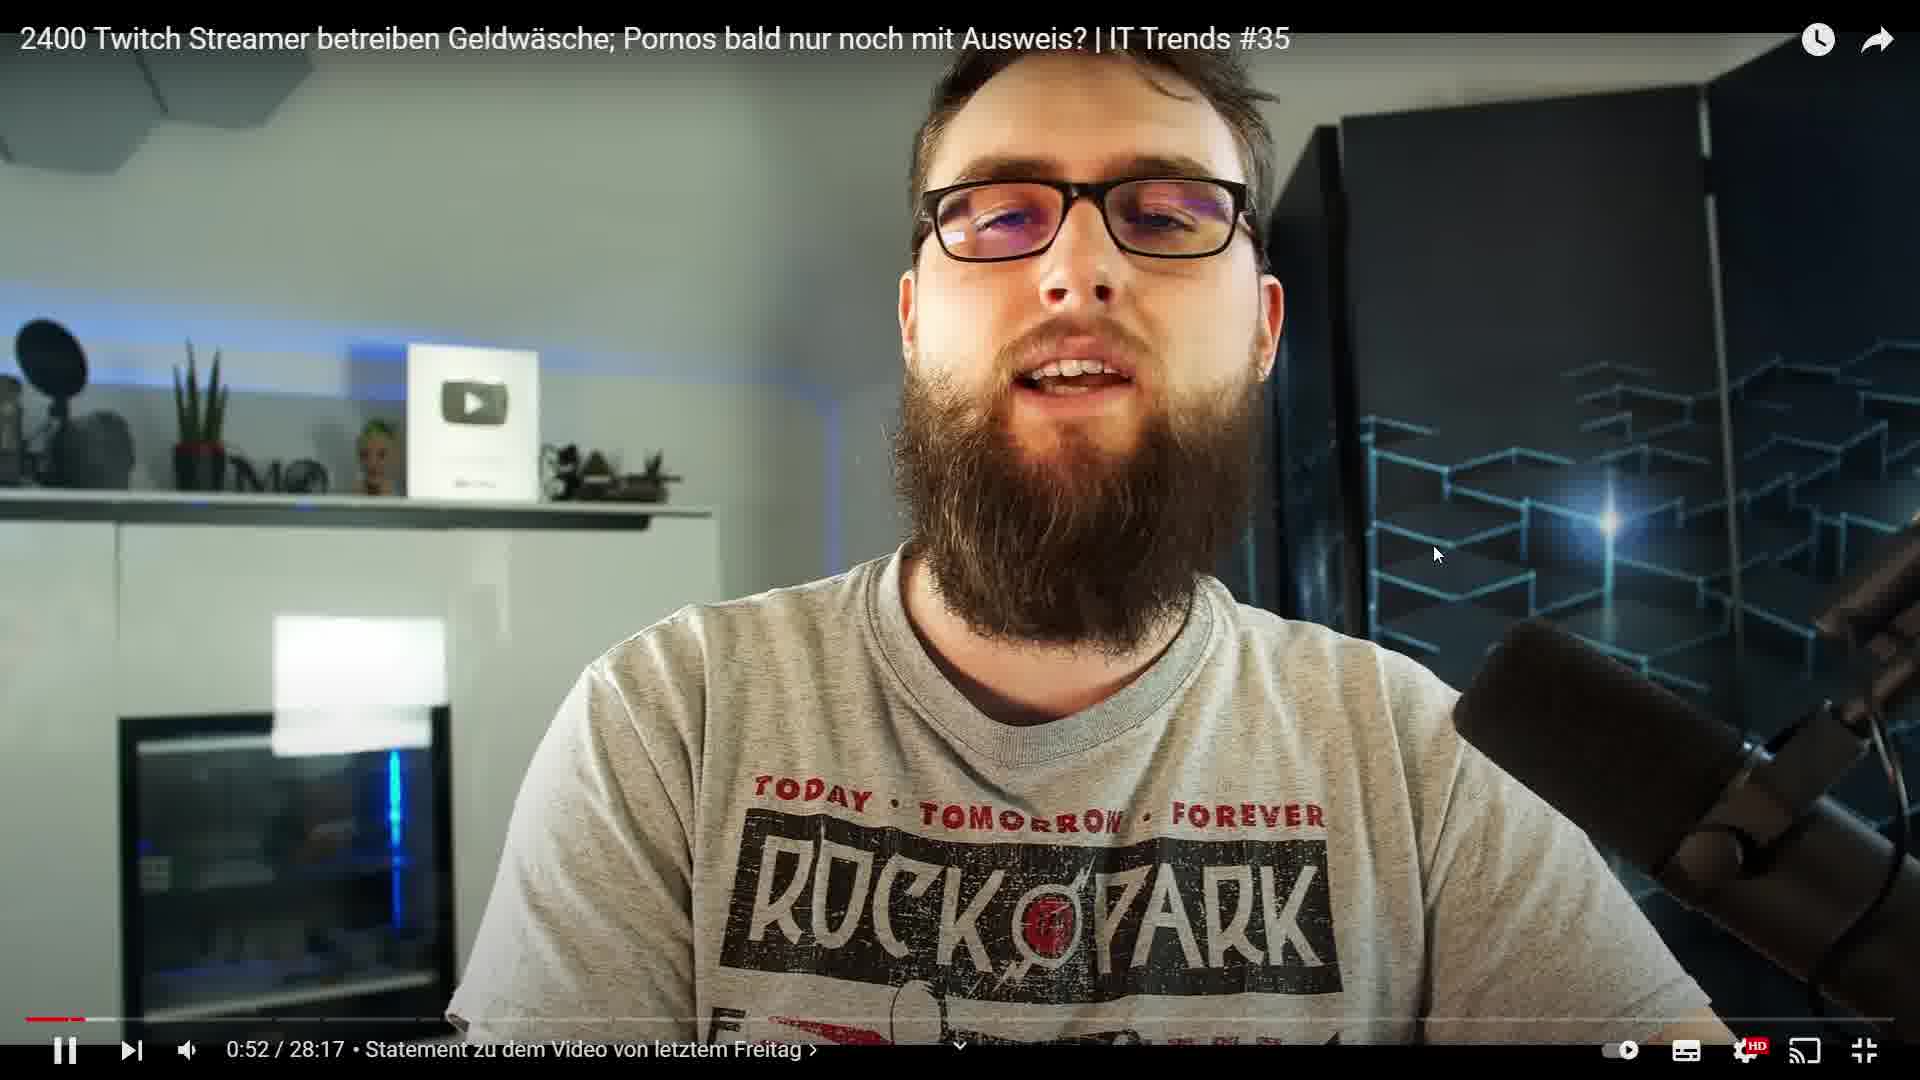 2400 Twitch Streamer betreiben Geldwäsche; Pornos bald nur noch mit Ausweis? | IT Trends #35
TODAY · TOMORROW · FOREVER
ROCK PARK
0:52 / 28:17 • Statement zu dem Video von letztem Freitag
HD